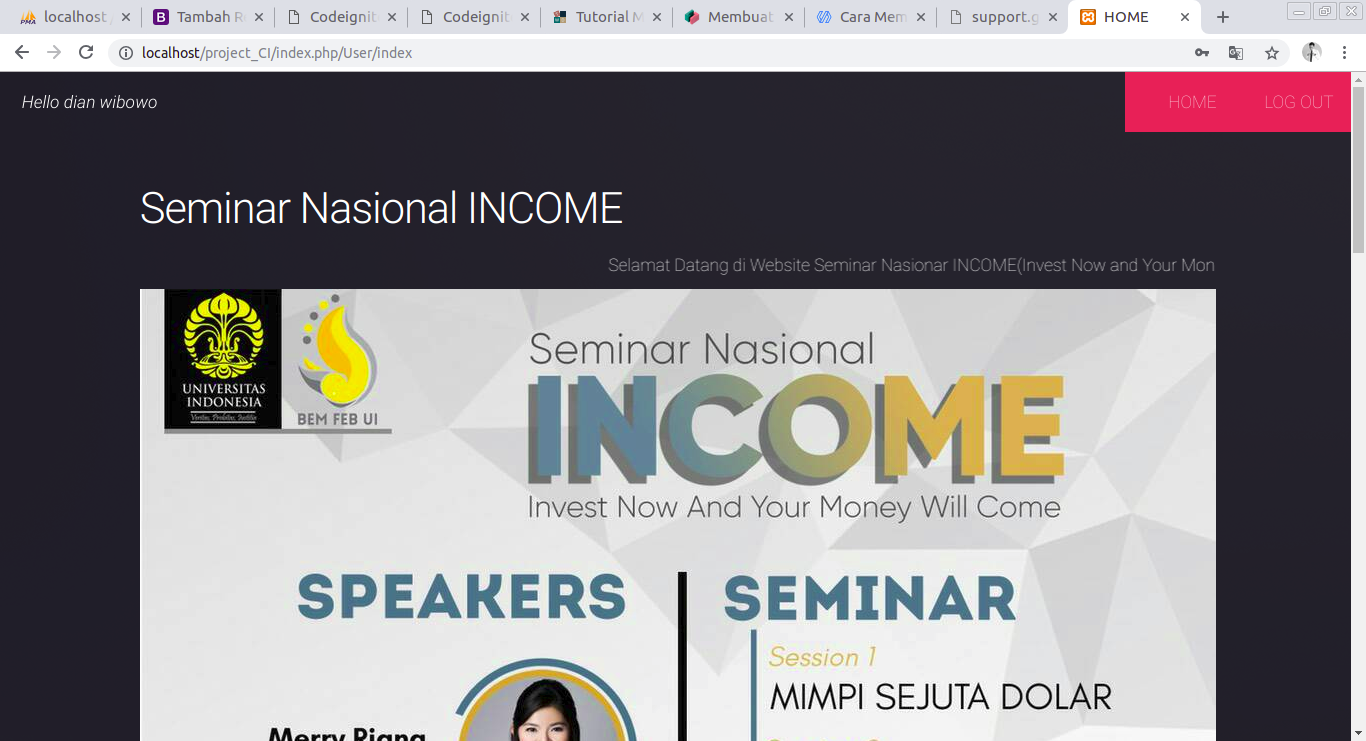 localhost /
Tambah R
Codeignit
Codeignit
Tutorial M
Membuat
Cara Mem
support.g
HOME
localhost/project_CI/index.php/User/index
Hello dian wibowo
HOME
LOG OUT
Seminar Nasional INCOME
Selamat Datang di Website Seminar Nasionar INCOME(Invest Now and Your Mon
UNIVERSITAS
INDONESIA
Veritas, Probitas, Iustitia
BEM FEB UI
Seminar Nasional
INCOME
Invest Now And Your Money Will Come
SPEAKERS
SEMINAR
Session 1
MIMPI SEJUTA DOLAR
Merry Riana